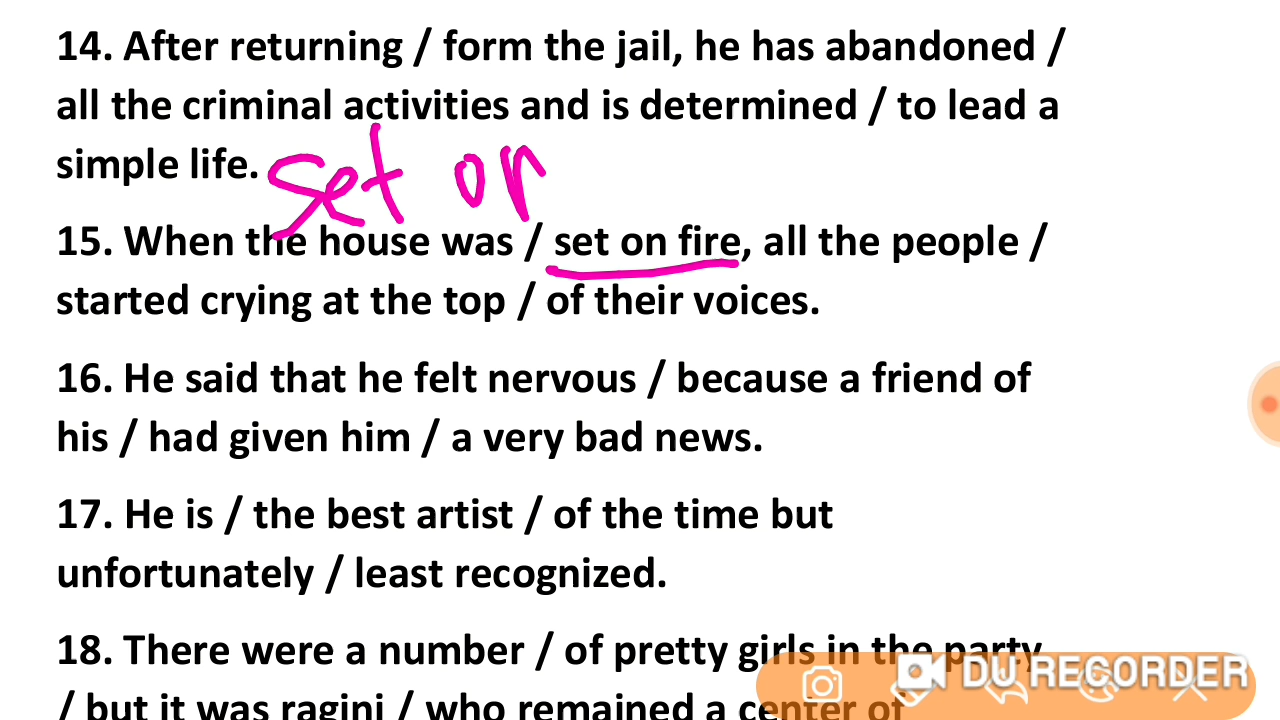 14. After returning / form the jail, he has abandoned /
all the criminal activities and is determined / to lead a
simple life.
set on
15. When the house was / set on fire, all the people /
started crying at the top / of their voices.
16. He said that he felt nervous / because a friend of
his / had given him / a very bad news.
17. He is / the best artist / of the time but
unfortunately / least recognized.
18. There were a number / of pretty girls in the party
/ but it was ragini / who remained a center of
DU RECORDER